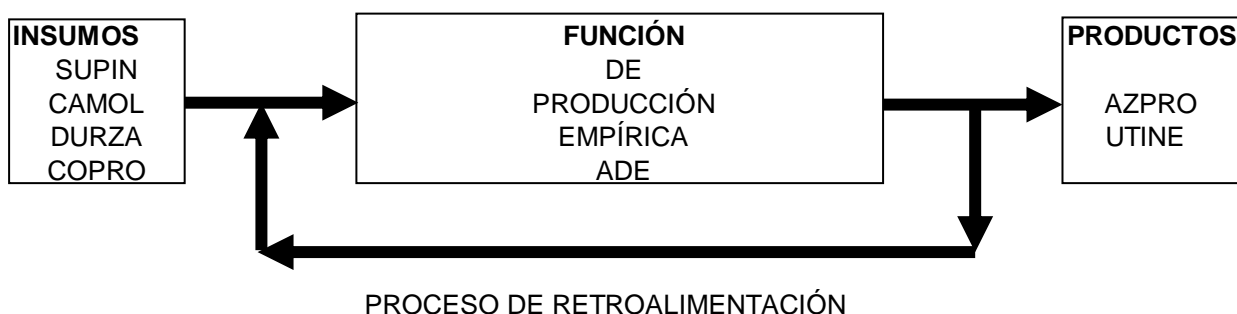 INSUMOS
SUPIN
CAMOL
DURZA
COPRO
FUNCIÓN
DE
PRODUCCIÓN
EMPÍRICA
ADE
PRODUCTOS
AZPRO
UTINE
PROCESO DE RETROALIMENTACIÓN